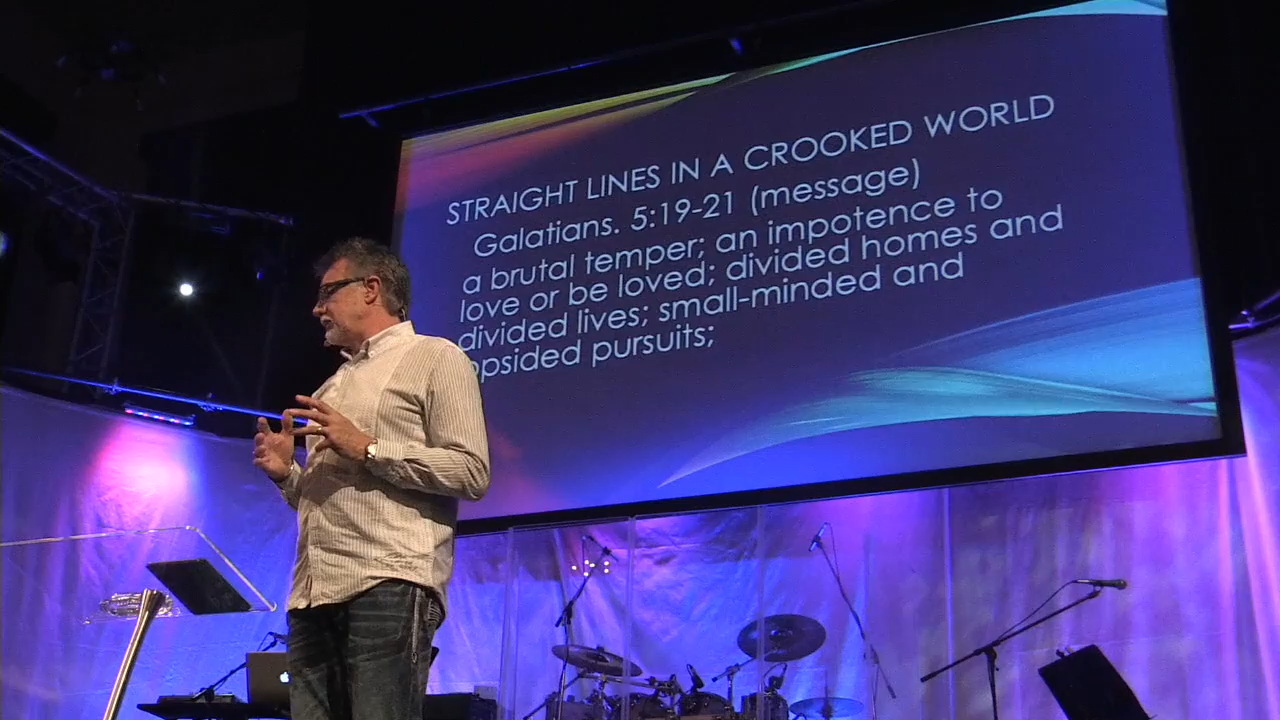 STRAIGHT LINES IN A CROOKED WORLD
Galatians. 5:19-21 (message)
a brutal temper; an impotence to
love or be loved; divided homes and
divided lives; small-minded and
opsided pursuits;